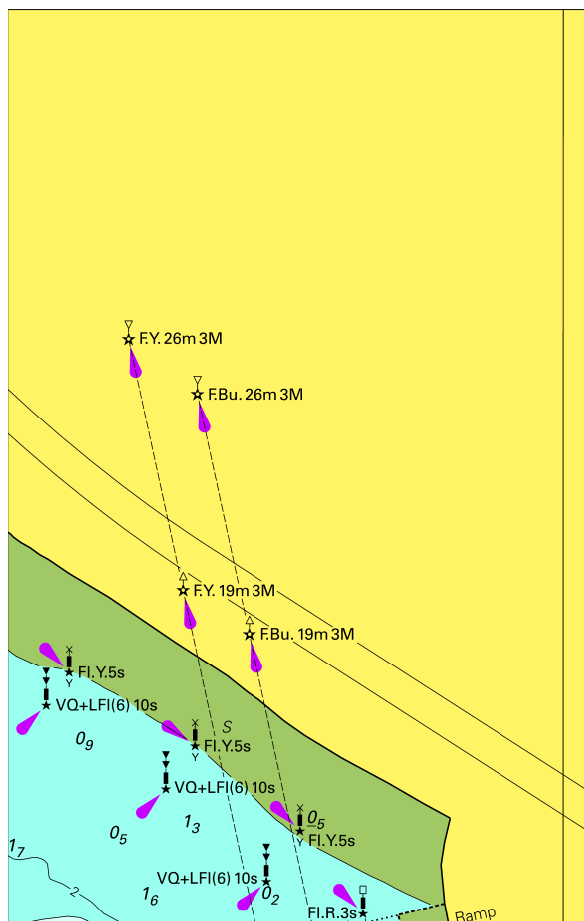 F.Y. 26m 3M
F.Bu. 26m 3M
F.Y. 19m 3M
F.Bu. 19m 3M
Fl.Y.5s
Y
VQ+LFl(6) 10s
S
0₉
Fl.Y.5s
Y
VQ+LFl(6) 10s
0₅
1₃
0₅
Fl.Y.5s
Y
1₇
VQ+LFl(6) 10s
2
1₆
0₂
Fl.R.3s
Ramp